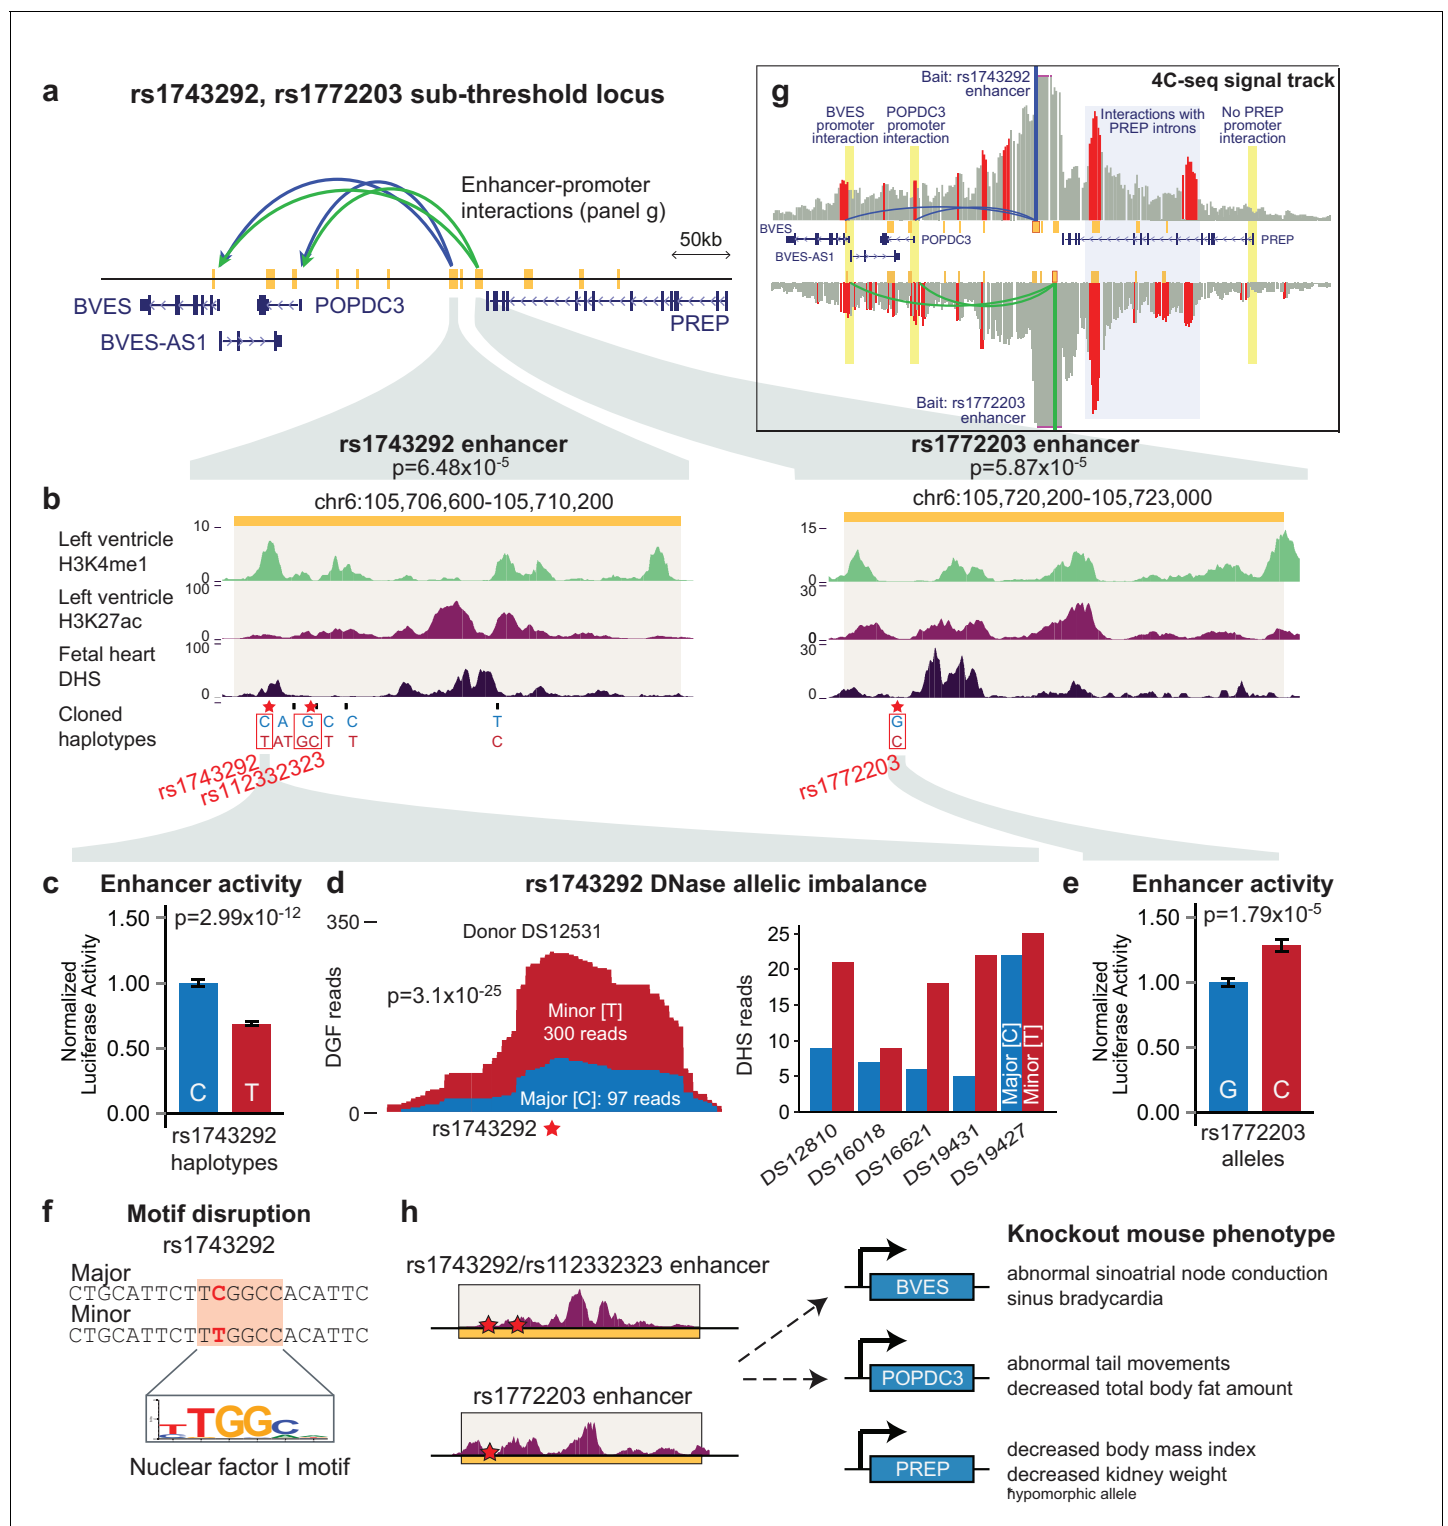 a
rs1743292, rs1772203 sub-threshold locus
Enhancer-promoter
interactions (panel g)
50kb
BVES
POPDC3
BVES-AS1
PREP
g
4C-seq signal track
Bait: rs1743292
enhancer
BVES
promoter
interaction
POPDC3
promoter
interaction
Interactions with
PREP introns
No PREP
promoter
interaction
BVES
POPDC3
BVES-AS1
PREP
Bait: rs1772203
enhancer
rs1743292 enhancer
p=6.48x10-5
rs1772203 enhancer
p=5.87x10-5
b
chr6:105,706,600-105,710,200
chr6:105,720,200-105,723,000
Left ventricle
H3K4me1
10
0
15
0
Left ventricle
H3K27ac
100
0
30
0
Fetal heart
DHS
100
0
30
0
Cloned
haplotypes
C A G C C T
T AT GC T T C
G
C
rs1743292
rs112332323
rs1772203
c
Enhancer activity
p=2.99x10-12
Normalized
Luciferase Activity
1.50
1.00
0.50
0.00
C T
rs1743292
haplotypes
d
rs1743292 DNase allelic imbalance
350
0
DGF reads
Donor DS12531
p=3.1x10-25
Minor [T]
300 reads
Major [C]: 97 reads
rs1743292
DHS reads
25
20
15
10
5
0
Major [C]
Minor [T]
DS12810
DS16018
DS16621
DS19431
DS19427
e
Enhancer activity
p=1.79x10-5
Normalized
Luciferase Activity
1.50
1.00
0.50
0.00
G C
rs1772203
alleles
f
Motif disruption
rs1743292
Major
CTGCATTCTTCGGCCACATTC
Minor
CTGCATTCTTTGGCCACATTC
TTGGC
Nuclear factor I motif
h
rs1743292/rs112332323 enhancer
rs1772203 enhancer
Knockout mouse phenotype
BVES
abnormal sinoatrial node conduction
sinus bradycardia
POPDC3
abnormal tail movements
decreased total body fat amount
PREP
decreased body mass index
decreased kidney weight
*hypomorphic allele